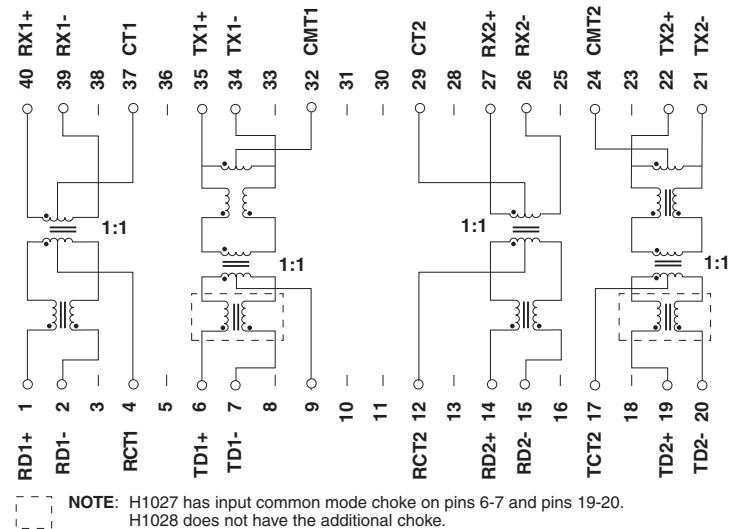 RX1+ RX1- CT1 TX1+ TX1- CMT1 CT2 RX2+ RX2- CMT2 TX2+ TX2-
40 39 38 37 36 35 34 33 32 31 30 29 28 27 26 25 24 23 22 21
1:1 1:1 1:1 1:1
1 2 3 4 5 6 7 8 9 10 11 12 13 14 15 16 17 18 19 20
RD1+ RD1- RCT1 TD1+ TD1- RCT2 RD2+ RD2- TCT2 TD2+ TD2-
NOTE: H1027 has input common mode choke on pins 6-7 and pins 19-20.
H1028 does not have the additional choke.